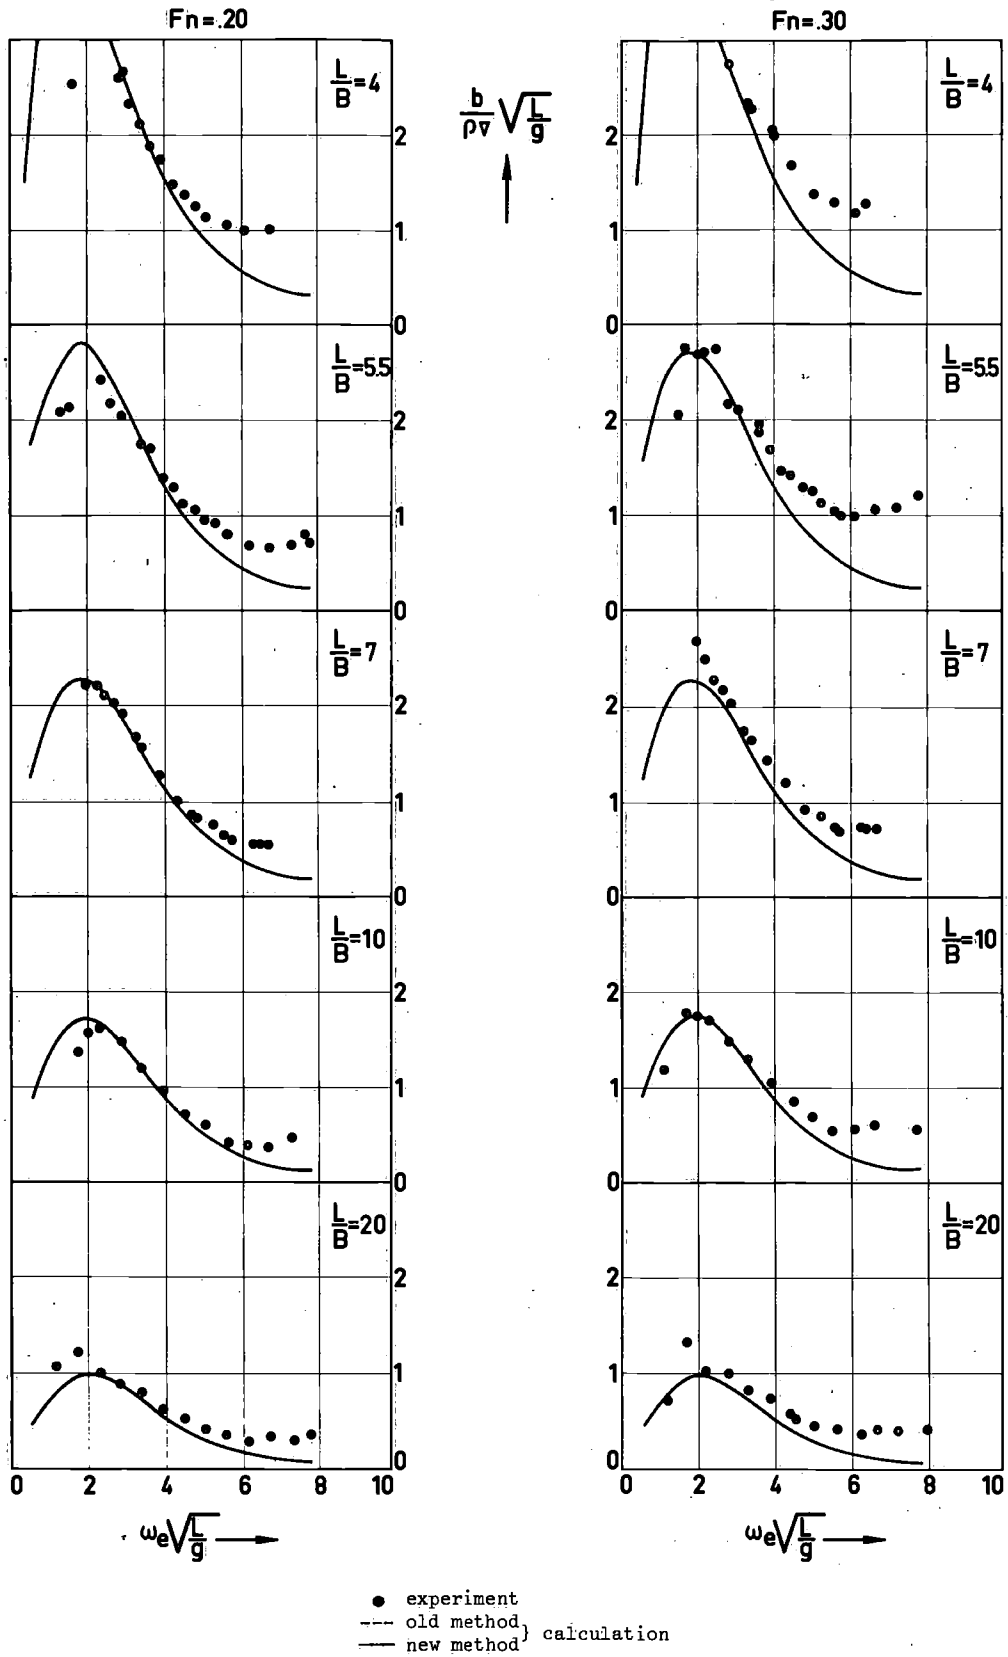 Fn=.20
Fn=.30
L/B=4
b/ρ∇ √L/g
L/B=4
2
2
1
1
0
0
L/B=5.5
L/B=5.5
2
2
1
1
0
0
L/B=7
L/B=7
2
2
1
1
0
0
L/B=10
L/B=10
2
2
1
1
0
0
L/B=20
L/B=20
2
2
1
1
0
0 2 4 6 8 10
0 2 4 6 8 10
ωe√L/g
ωe√L/g
experiment
old method } calculation
new method